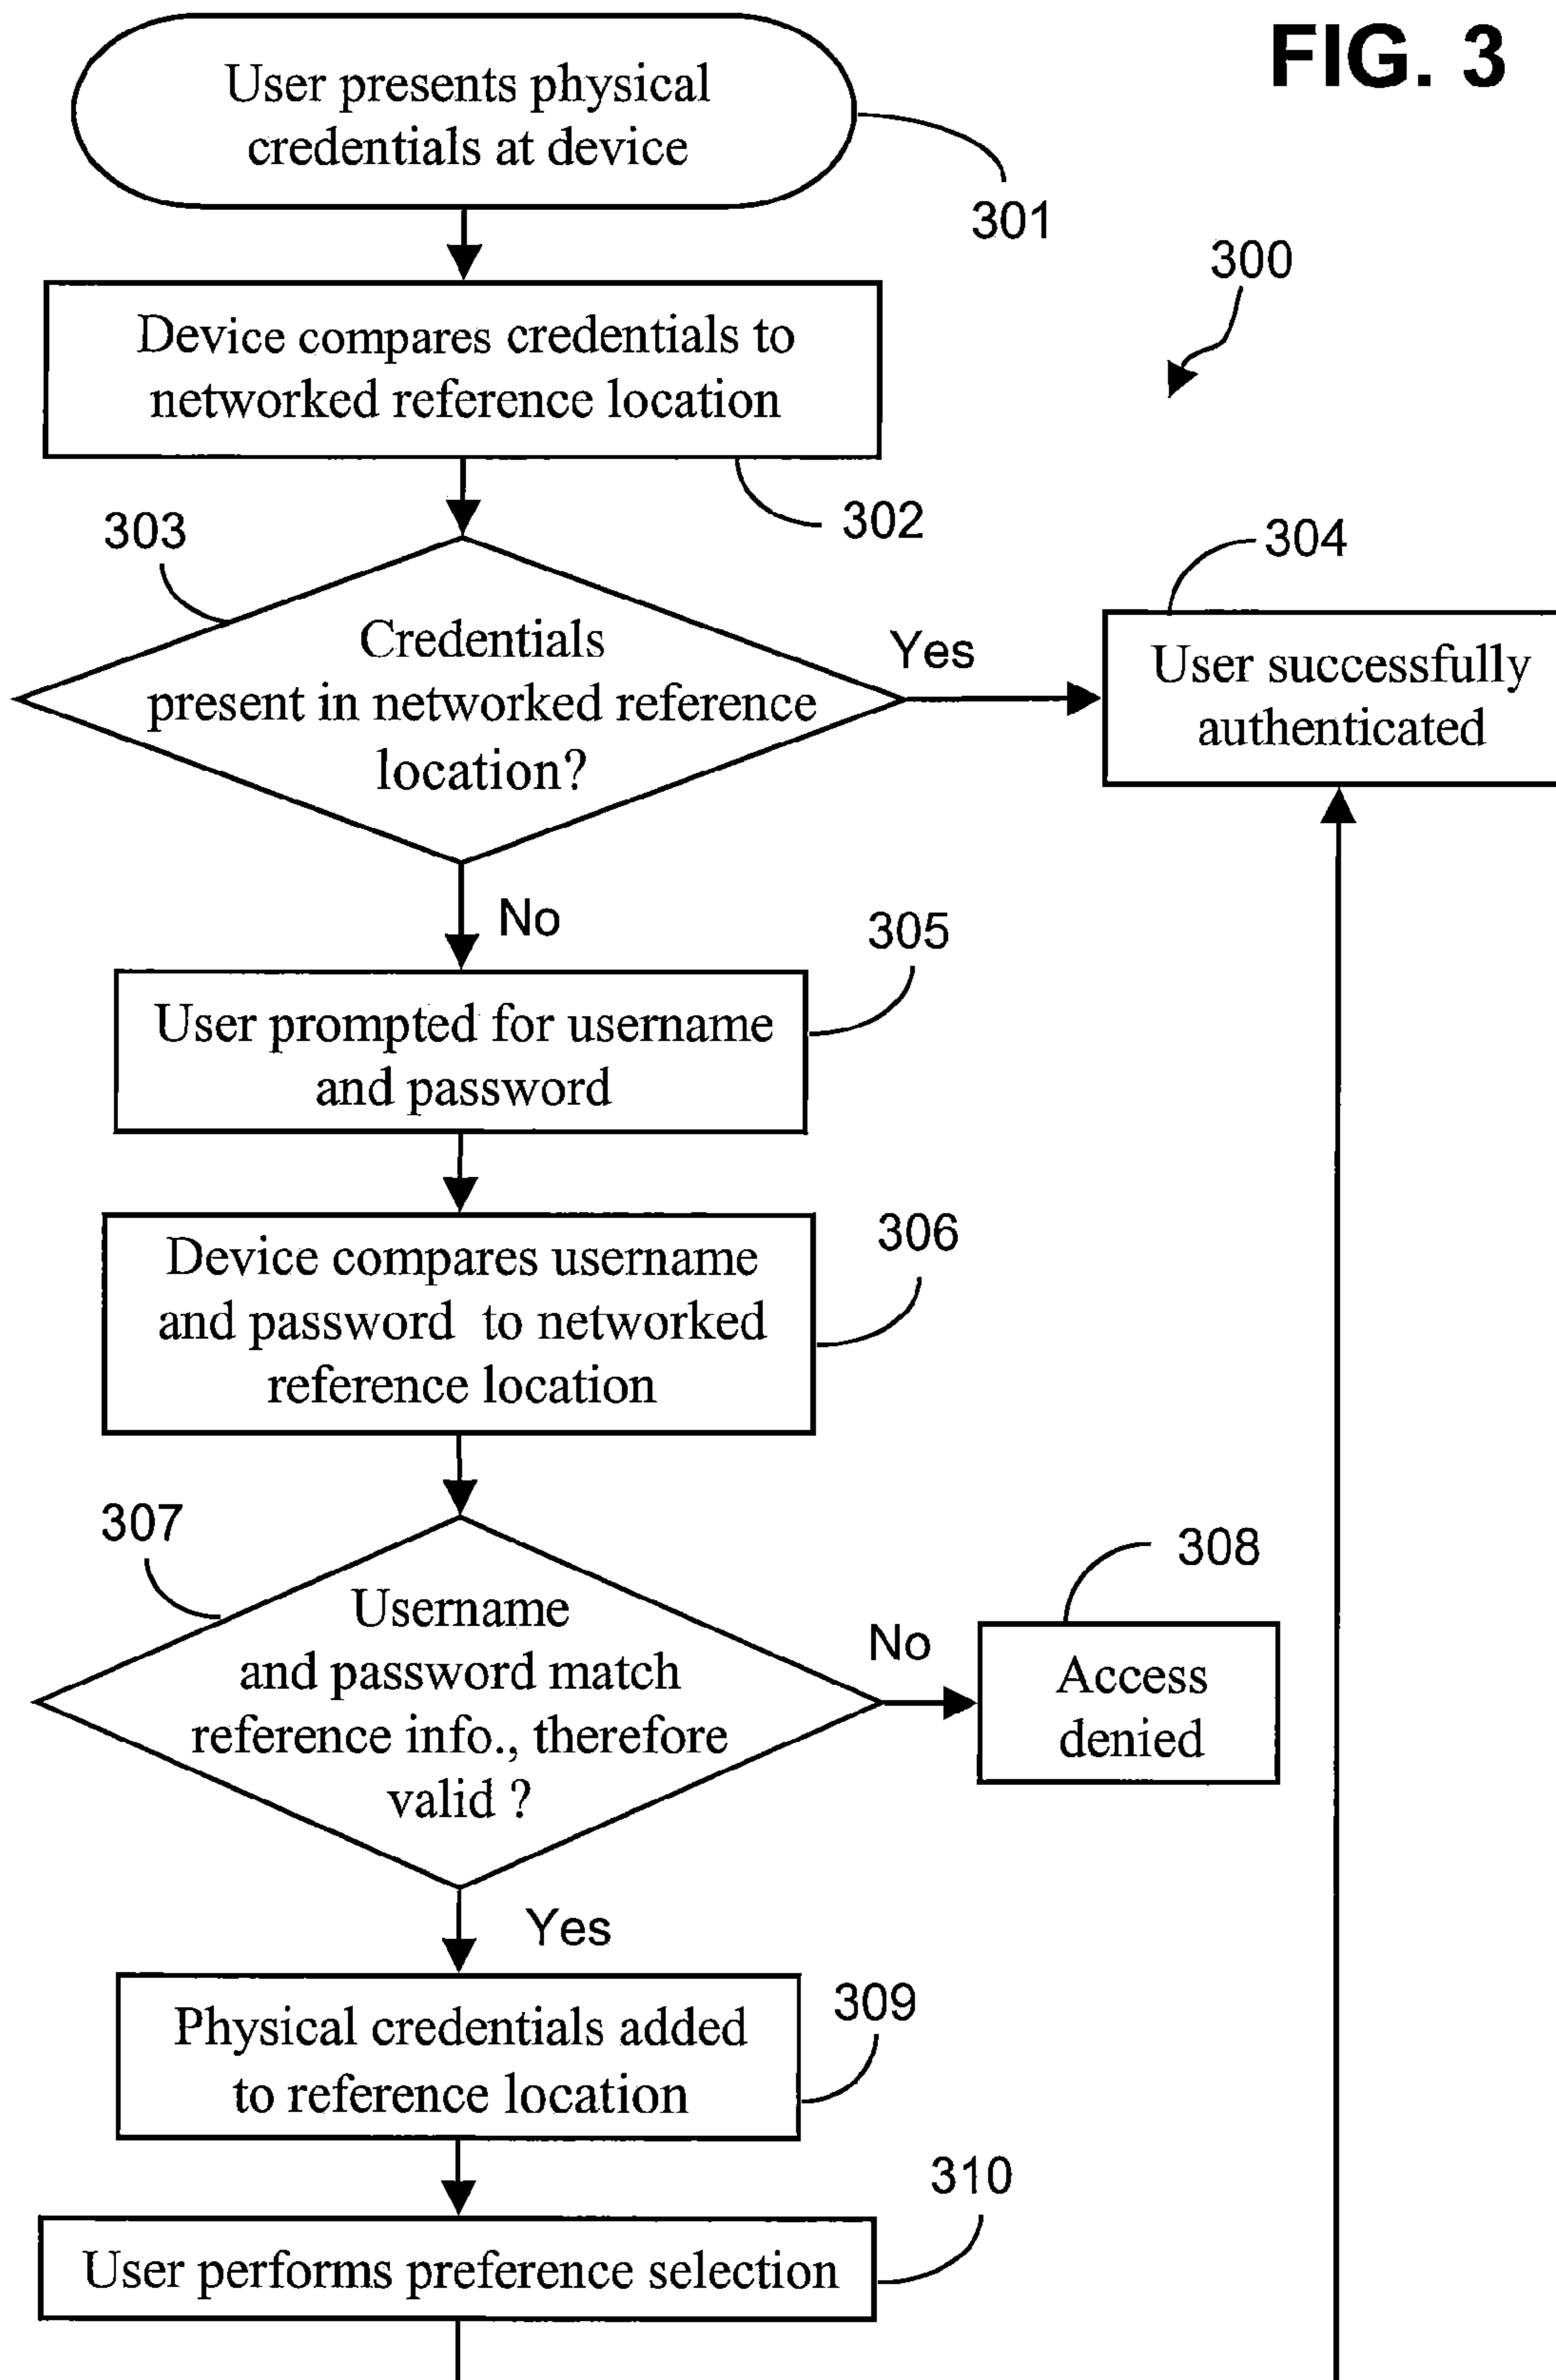 FIG. 3
User presents physical
credentials at device
301
300
Device compares credentials to
networked reference location
302
303
Credentials
present in networked reference
location?
Yes
304
User successfully
authenticated
No
305
User prompted for username
and password
306
Device compares username
and password to networked
reference location
307
Username
and password match
reference info., therefore
valid ?
No
308
Access
denied
Yes
309
Physical credentials added
to reference location
310
User performs preference selection